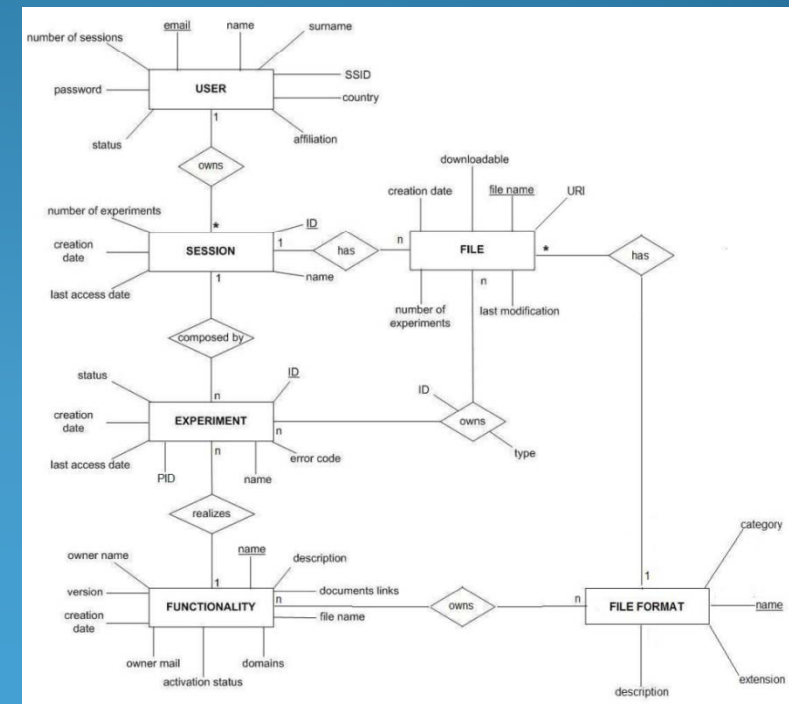 email
name
surname
number of sessions
SSID
password
USER
country
status
1
affiliation
owns
downloadable
creation date
file name
URI
number of experiments
*
ID
creation
date
SESSION
1
has
n
FILE
*
has
last access date
1
name
n
number of
experiments
last modification
composed by
status
ID
ID
n
creation
date
EXPERIMENT
n
owns
error code
type
last access date
n
PID
name
realizes
category
owner name
name
description
1
1
version
documents links
creation
date
FUNCTIONALITY
n
owns
n
FILE FORMAT
name
file name
owner mail
domains
activation status
extension
description